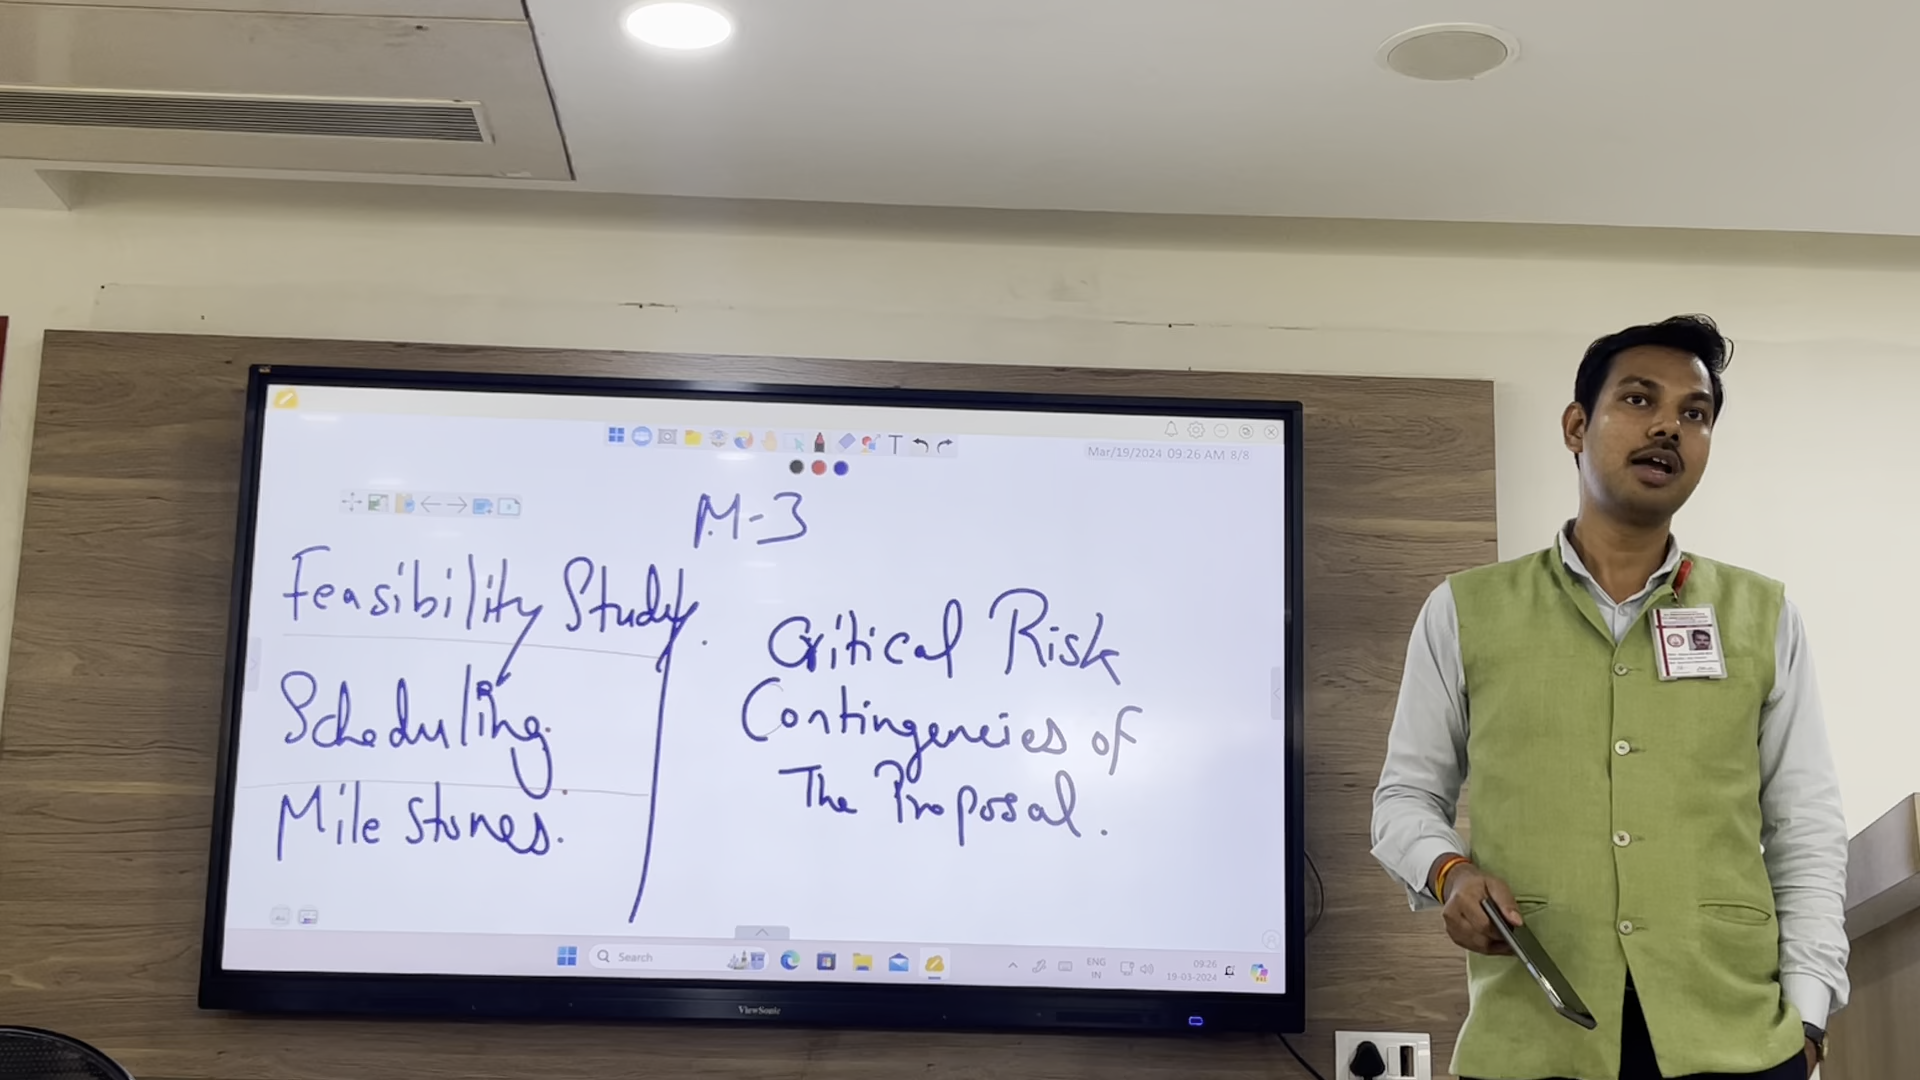 Mar/19/2024 09:26 AM 8/8
M-3
Feasibility Study.
Scheduling.
Mile Stones.
Critical Risk
Contingencies of
The Proposal.
Search
ENG
IN
09:26
19-03-2024
ViewSonic